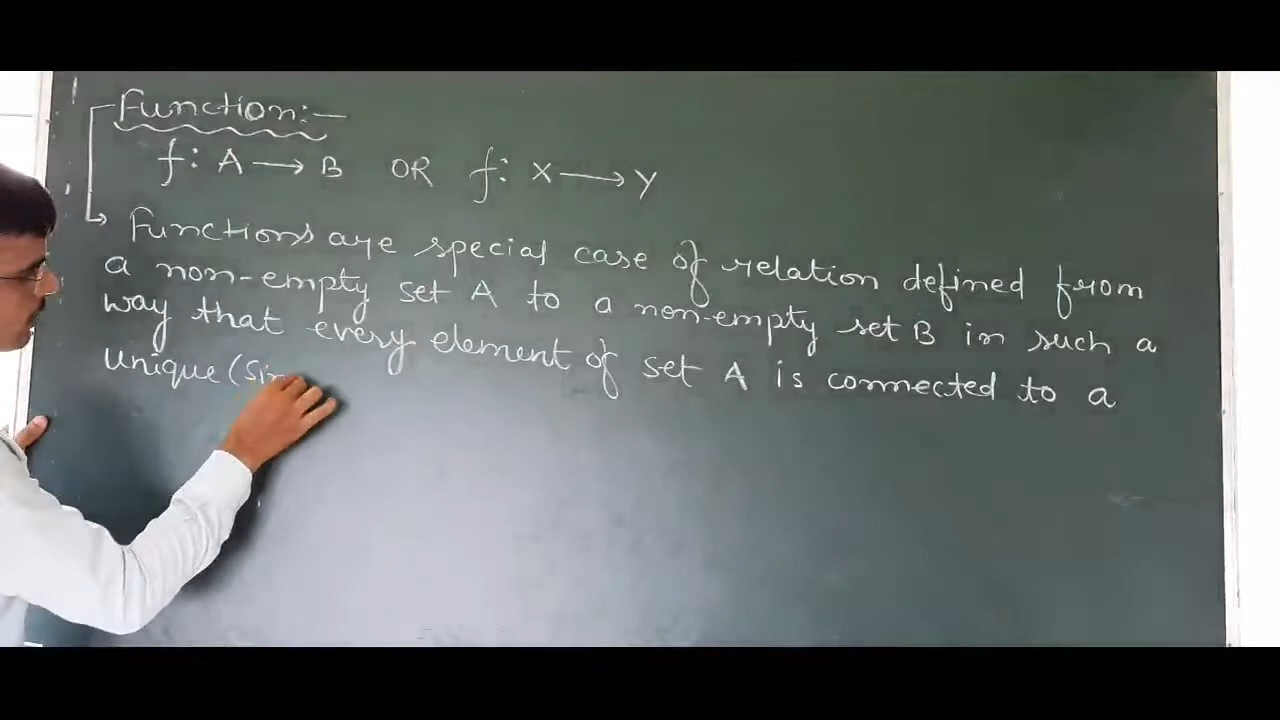 Function:-
f: A → B OR f: X → Y
Functions are special case of relation defined from
a non-empty set A to a non-empty set B in such a
way that every element of set A is connected to a
unique (Sin